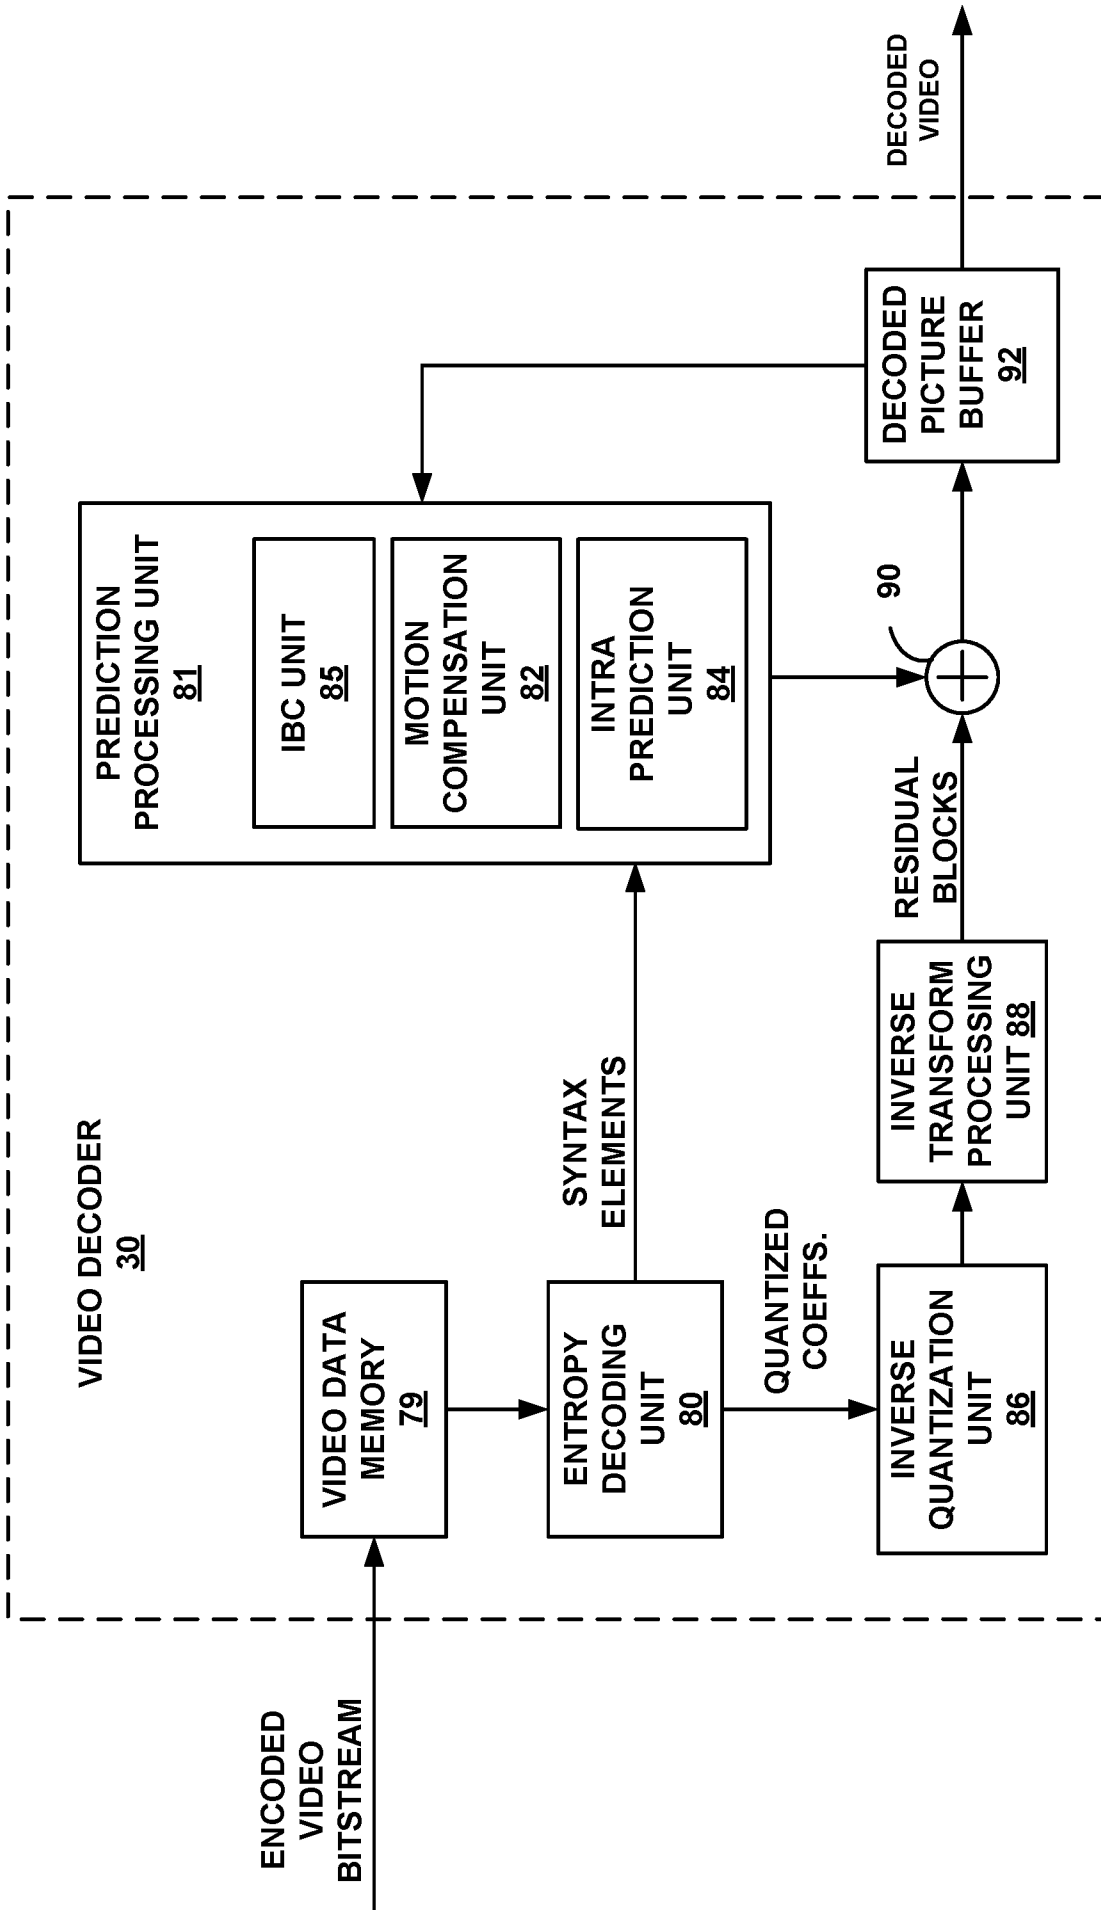 VIDEO DECODER
30
ENCODED
VIDEO
BITSTREAM
VIDEO DATA
MEMORY
79
ENTROPY
DECODING
UNIT
80
SYNTAX
ELEMENTS
QUANTIZED
COEFFS.
INVERSE
QUANTIZATION
UNIT
86
INVERSE
TRANSFORM
PROCESSING
UNIT 88
RESIDUAL
BLOCKS
PREDICTION
PROCESSING UNIT
81
IBC UNIT
85
MOTION
COMPENSATION
UNIT
82
INTRA
PREDICTION
UNIT
84
90
DECODED
PICTURE
BUFFER
92
DECODED
VIDEO